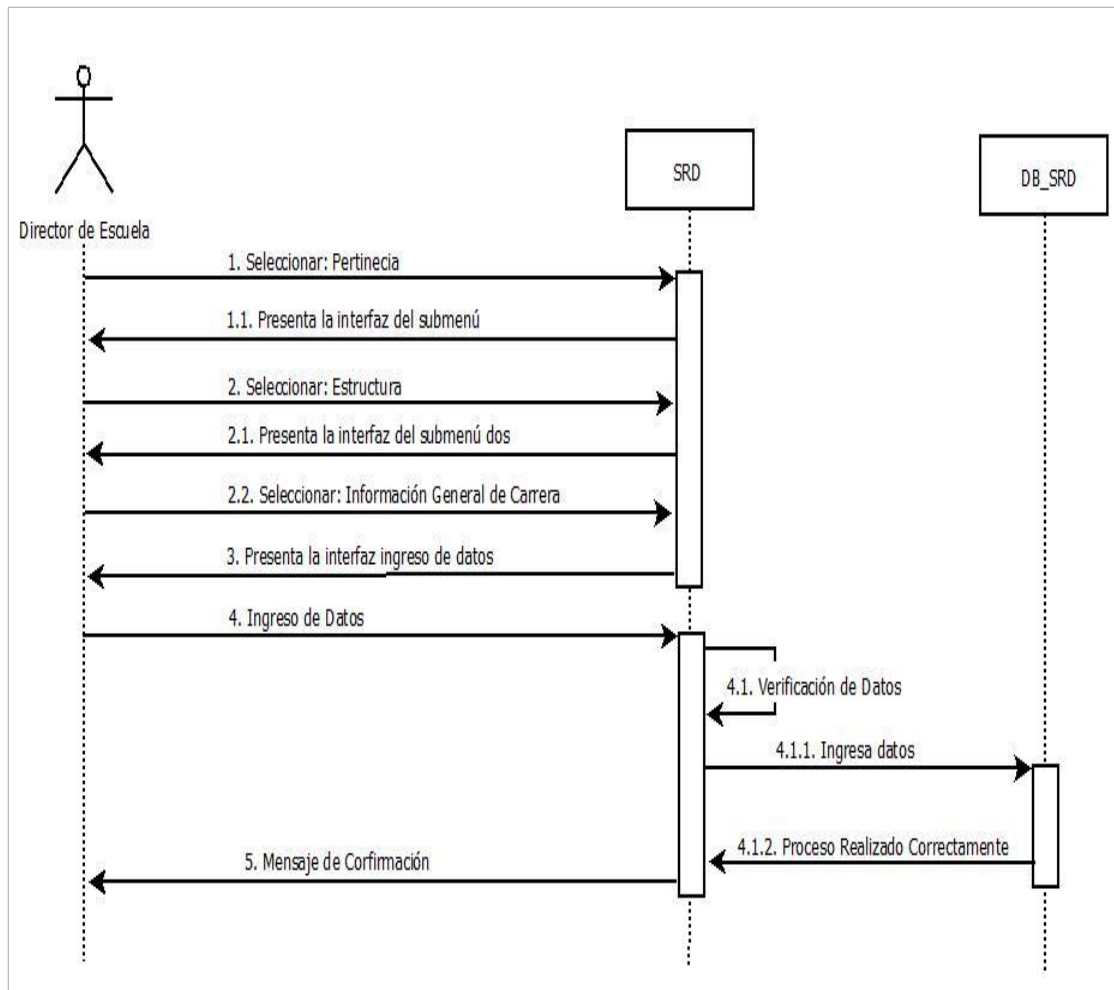 SRD
DB_SRD
Director de Escuela
1. Seleccionar: Pertinecia
1.1. Presenta la interfaz del submenú
2. Seleccionar: Estructura
2.1. Presenta la interfaz del submenú dos
2.2. Seleccionar: Información General de Carrera
3. Presenta la interfaz ingreso de datos
4. Ingreso de Datos
4.1. Verificación de Datos
4.1.1. Ingresa datos
4.1.2. Proceso Realizado Correctamente
5. Mensaje de Corfirmación